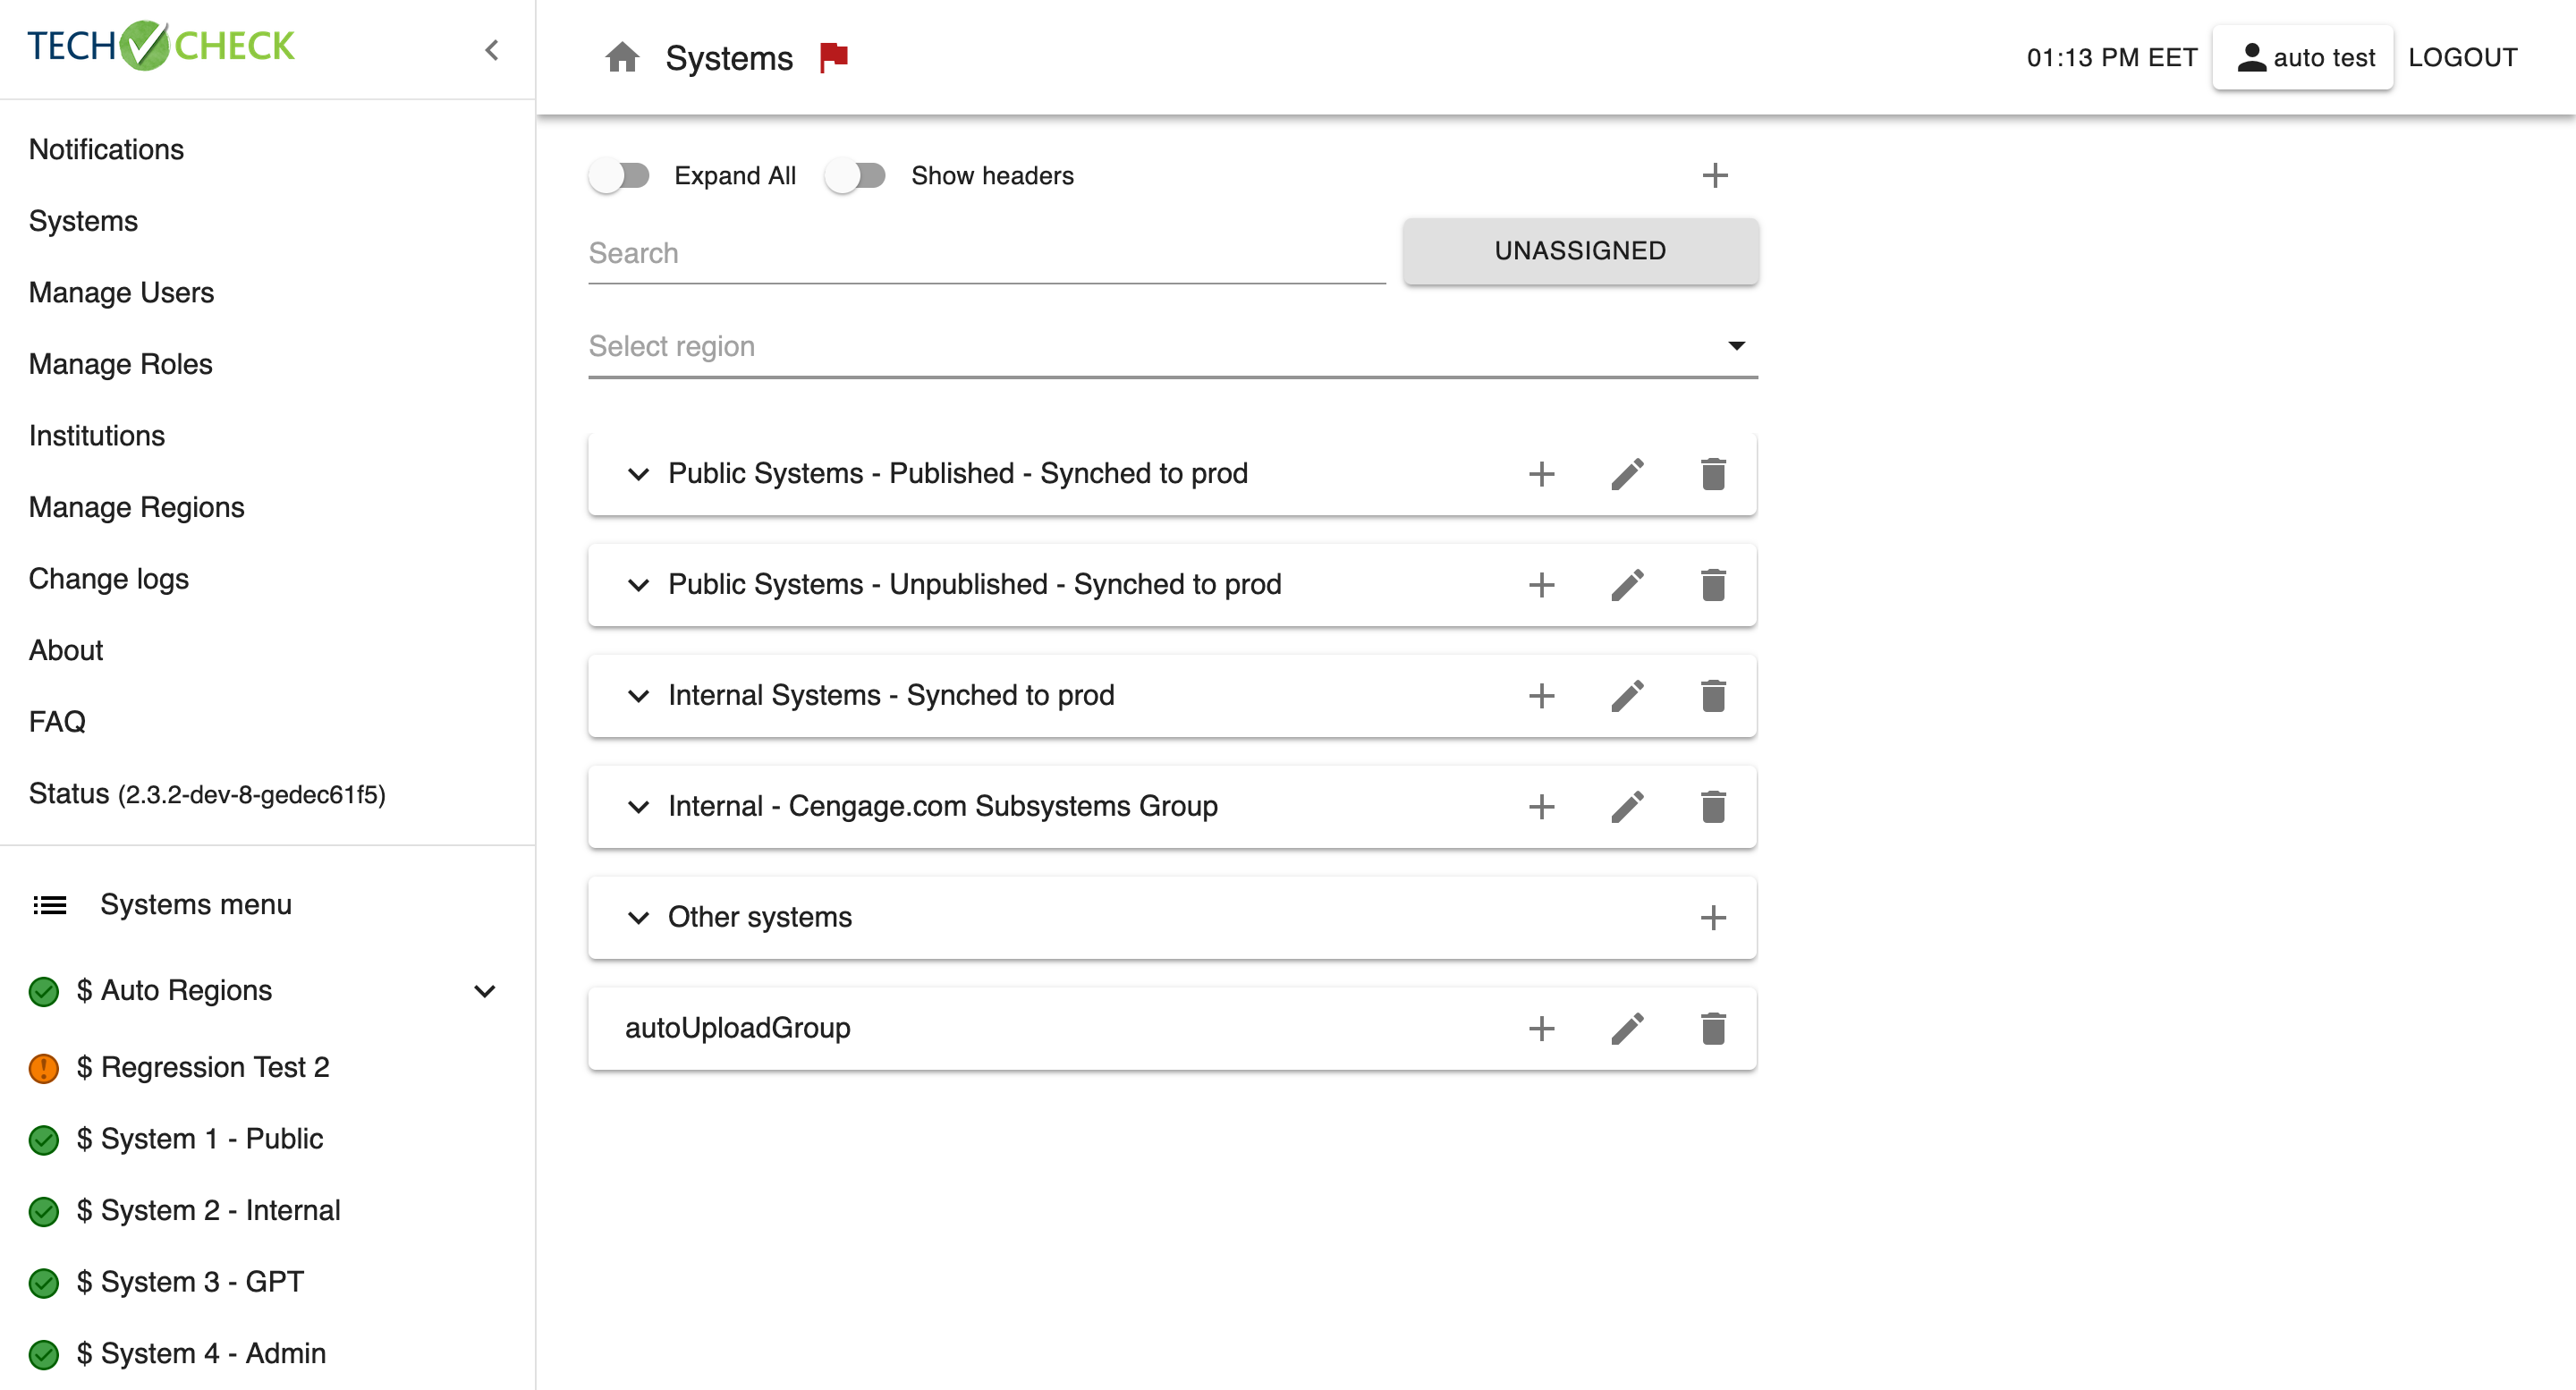 TECH CHECK
Notifications
Systems
Manage Users
Manage Roles
Institutions
Manage Regions
Change logs
About
FAQ
Status (2.3.2-dev-8-gedec61f5)
Systems menu
$ Auto Regions
$ Regression Test 2
$ System 1 - Public
$ System 2 - Internal
$ System 3 - GPT
$ System 4 - Admin
Systems
01:13 PM EET auto test LOGOUT
Expand All Show headers
Search UNASSIGNED
Select region
Public Systems - Published - Synched to prod
Public Systems - Unpublished - Synched to prod
Internal Systems - Synched to prod
Internal - Cengage.com Subsystems Group
Other systems
autoUploadGroup